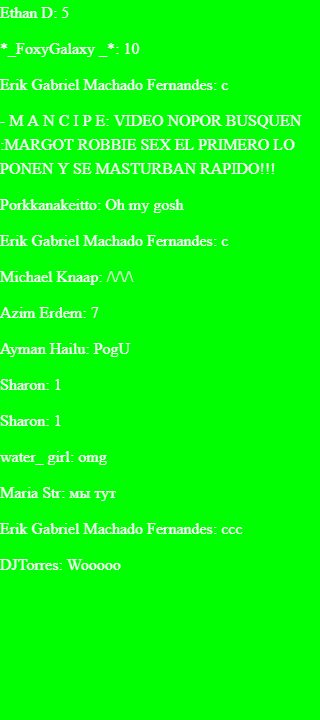 Ethan D: 5
*_FoxyGalaxy _*: 10
Erik Gabriel Machado Fernandes: c
- M A N C I P E: VIDEO NOPOR BUSQUEN
:MARGOT ROBBIE SEX EL PRIMERO LO
PONEN Y SE MASTURBAN RAPIDO!!!
Porkkanakeitto: Oh my gosh
Erik Gabriel Machado Fernandes: c
Michael Knaap: /\/\/\
Azim Erdem: 7
Ayman Hailu: PogU
Sharon: 1
Sharon: 1
water_ girl: omg
Maria Str: мы тут
Erik Gabriel Machado Fernandes: ccc
DJTorres: Wooooo